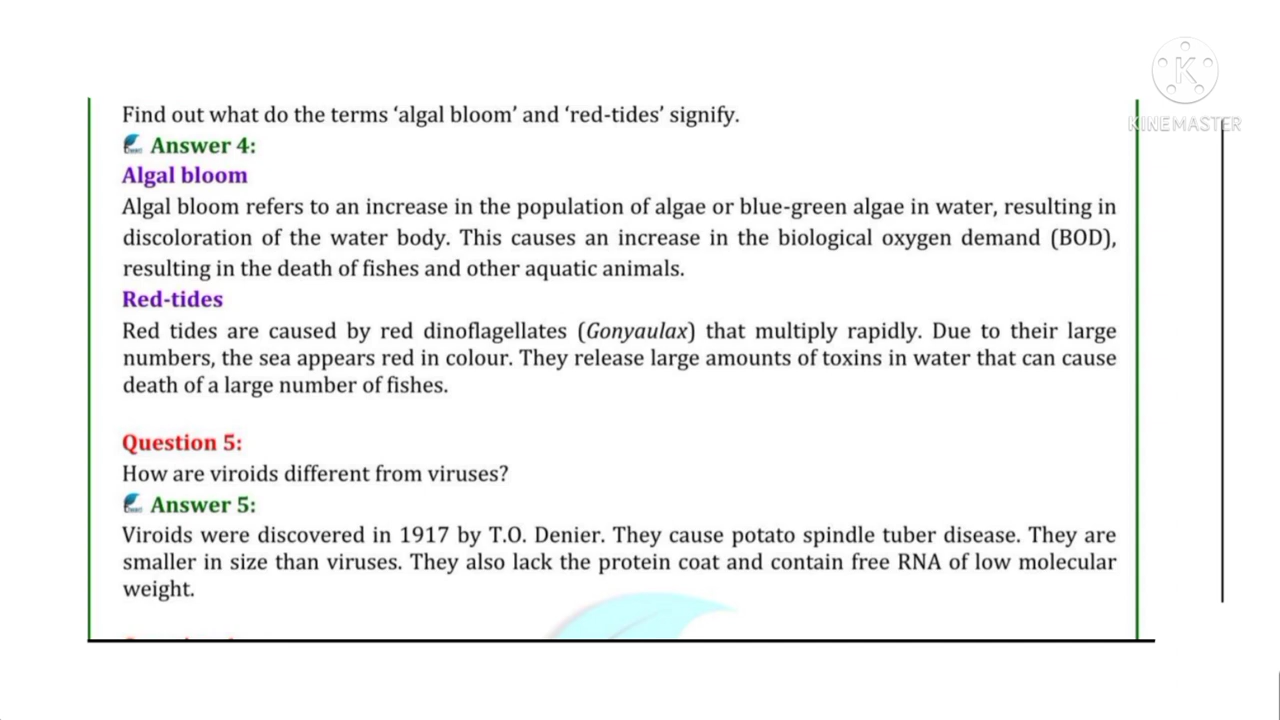 KINEMASTER
Find out what do the terms ‘algal bloom’ and ‘red-tides’ signify.
Answer 4:
Algal bloom
Algal bloom refers to an increase in the population of algae or blue-green algae in water, resulting in
discoloration of the water body. This causes an increase in the biological oxygen demand (BOD),
resulting in the death of fishes and other aquatic animals.
Red-tides
Red tides are caused by red dinoflagellates (Gonyaulax) that multiply rapidly. Due to their large
numbers, the sea appears red in colour. They release large amounts of toxins in water that can cause
death of a large number of fishes.
Question 5:
How are viroids different from viruses?
Answer 5:
Viroids were discovered in 1917 by T.O. Denier. They cause potato spindle tuber disease. They are
smaller in size than viruses. They also lack the protein coat and contain free RNA of low molecular
weight.